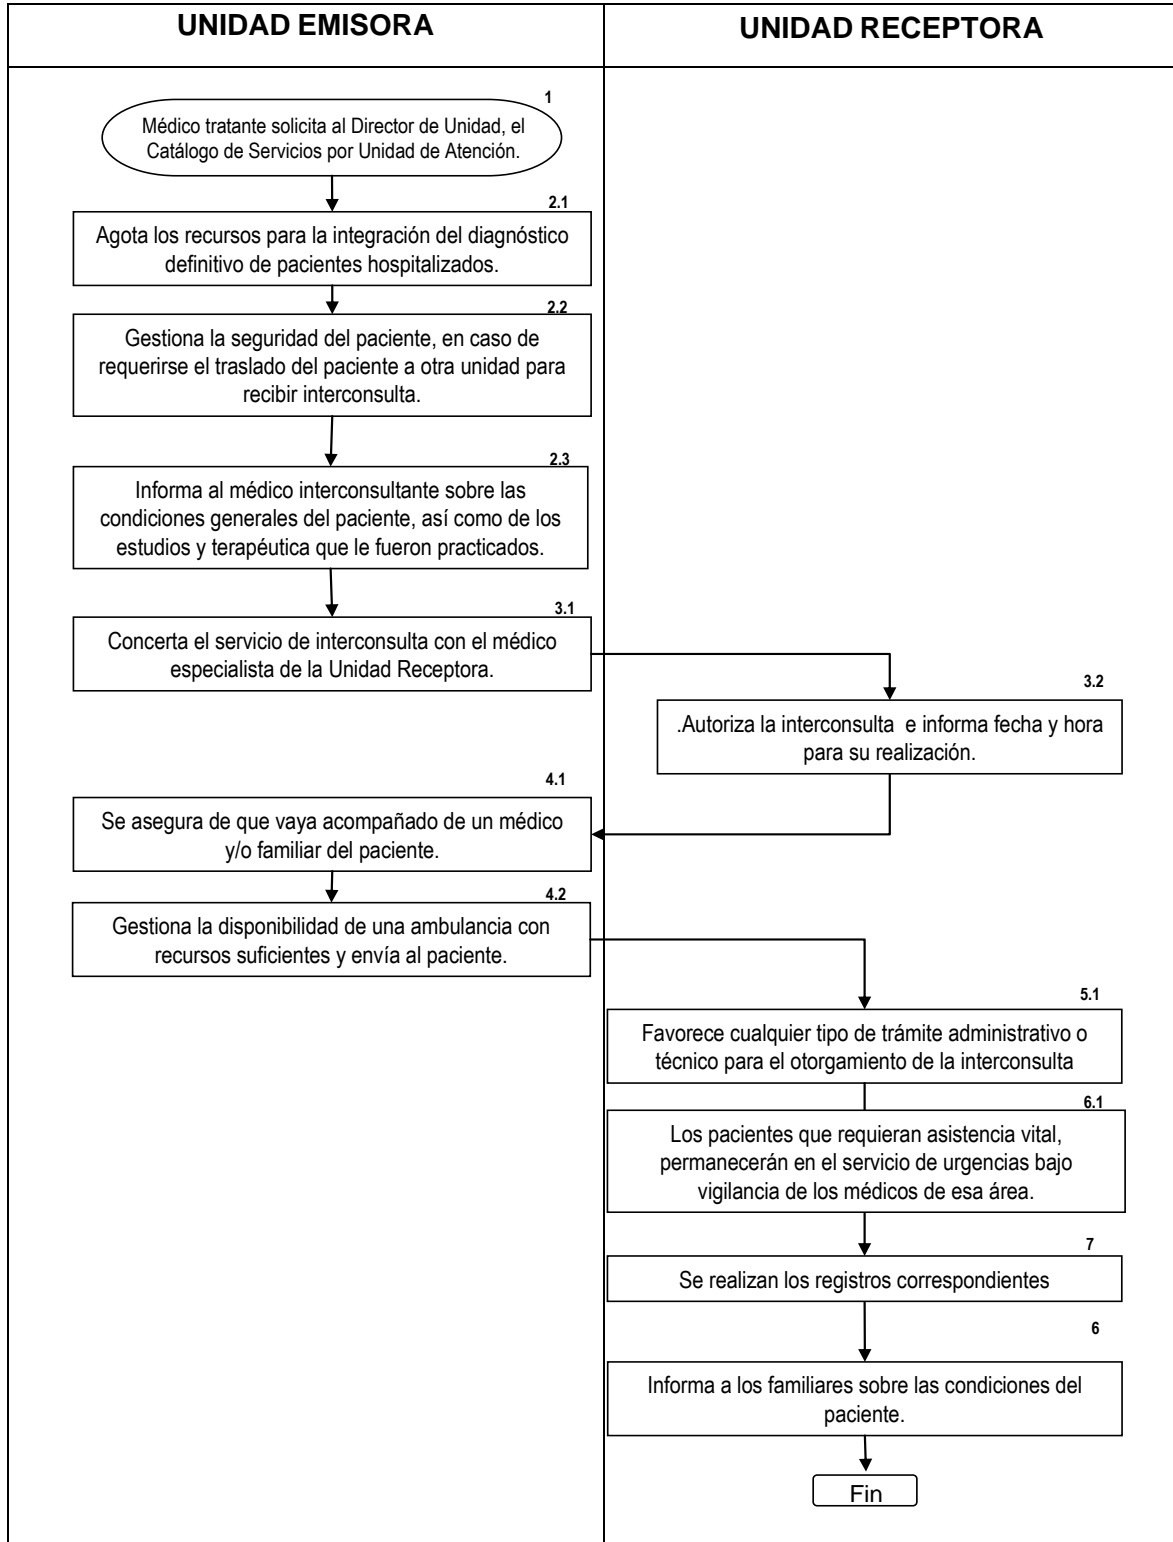 UNIDAD EMISORA
UNIDAD RECEPTORA
1
Médico tratante solicita al Director de Unidad, el
Catálogo de Servicios por Unidad de Atención.
2.1
Agota los recursos para la integración del diagnóstico
definitivo de pacientes hospitalizados.
2.2
Gestiona la seguridad del paciente, en caso de
requerirse el traslado del paciente a otra unidad para
recibir interconsulta.
2.3
Informa al médico interconsultante sobre las
condiciones generales del paciente, así como de los
estudios y terapéutica que le fueron practicados.
3.1
Concerta el servicio de interconsulta con el médico
especialista de la Unidad Receptora.
3.2
.Autoriza la interconsulta e informa fecha y hora
para su realización.
4.1
Se asegura de que vaya acompañado de un médico
y/o familiar del paciente.
4.2
Gestiona la disponibilidad de una ambulancia con
recursos suficientes y envía al paciente.
5.1
Favorece cualquier tipo de trámite administrativo o
técnico para el otorgamiento de la interconsulta
6.1
Los pacientes que requieran asistencia vital,
permanecerán en el servicio de urgencias bajo
vigilancia de los médicos de esa área.
7
Se realizan los registros correspondientes
6
Informa a los familiares sobre las condiciones del
paciente.
Fin